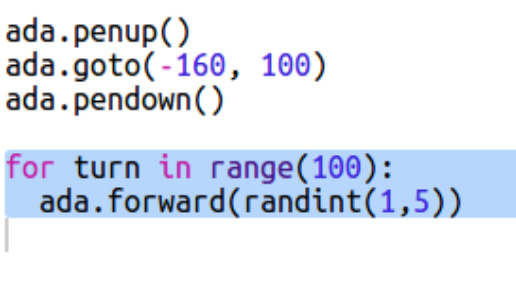 ada.penup()
ada.goto(-160, 100)
ada.pendown()
for turn in range(100):
  ada.forward(randint(1,5))